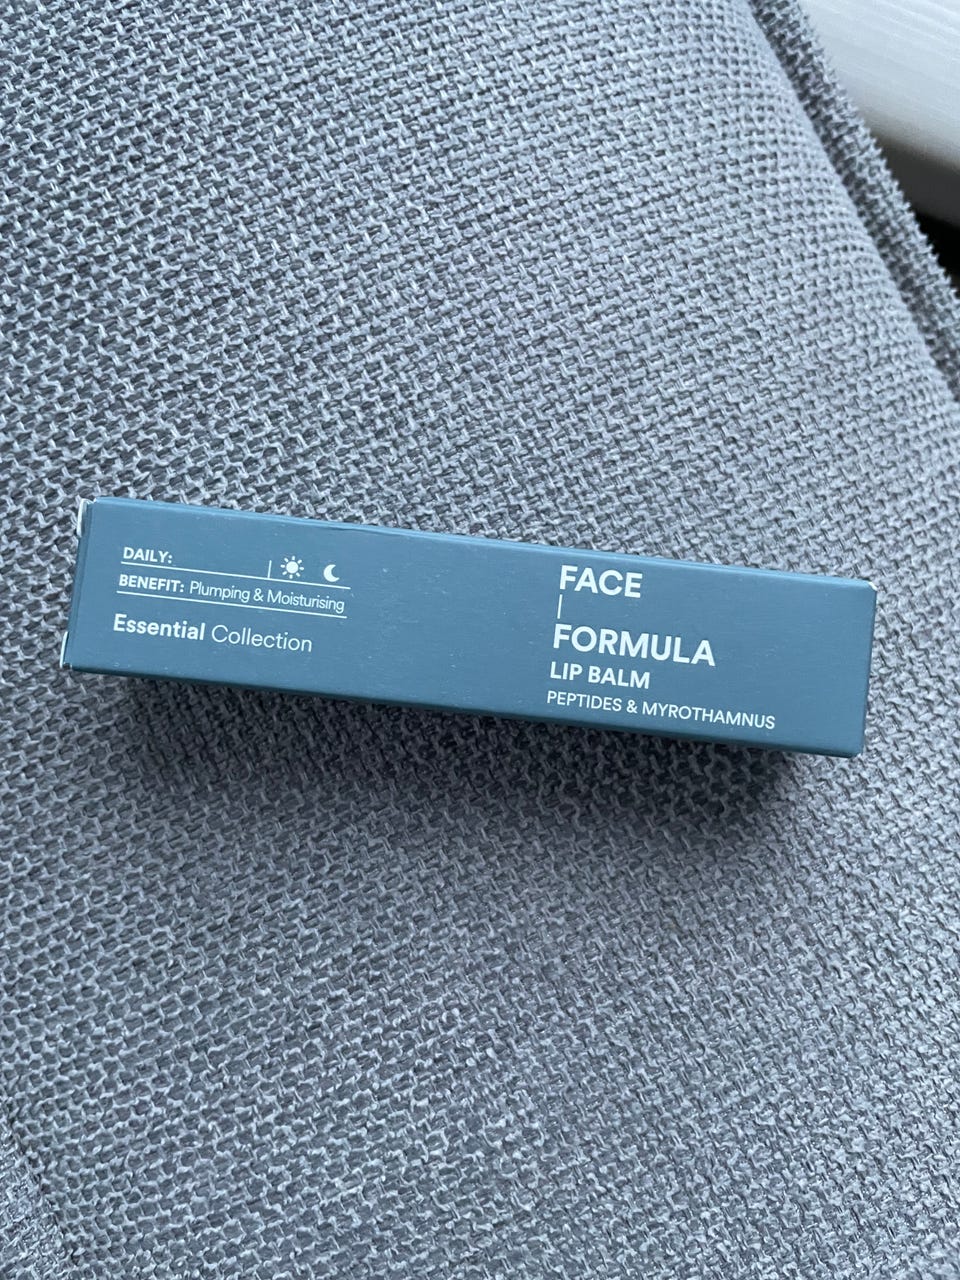 DAILY:
BENEFIT: Plumping & Moisturising
Essential Collection
FACE
FORMULA
LIP BALM
PEPTIDES & MYROTHAMNUS